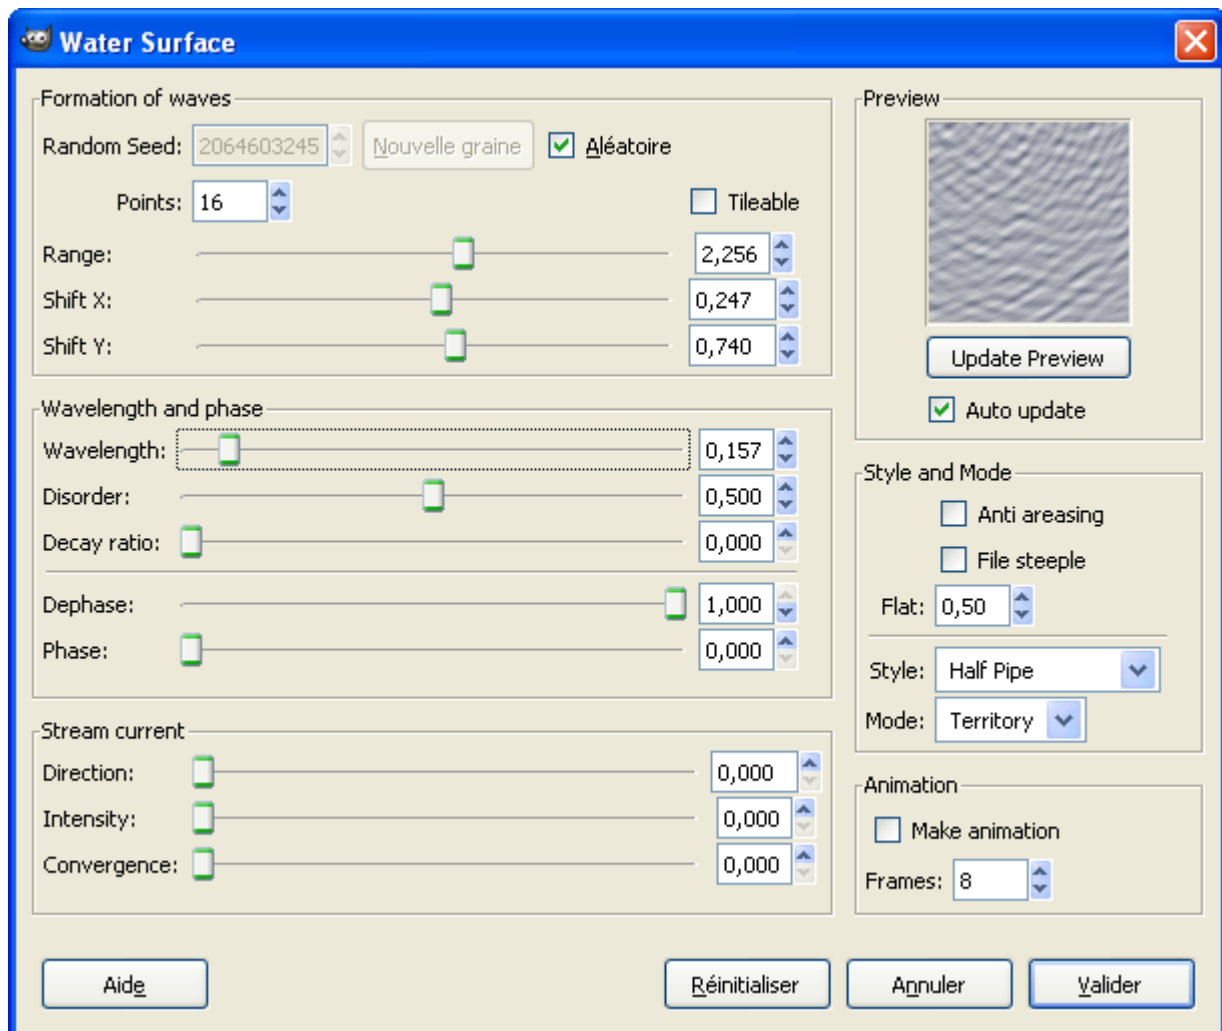 Water Surface
Formation of waves
Random Seed: 2064603245 Nouvelle graine Aléatoire
Points: 16 Tileable
Range: 2,256
Shift X: 0,247
Shift Y: 0,740
Wavelength and phase
Wavelength: 0,157
Disorder: 0,500
Decay ratio: 0,000
Dephase: 1,000
Phase: 0,000
Stream current
Direction: 0,000
Intensity: 0,000
Convergence: 0,000
Preview
Update Preview
Auto update
Style and Mode
Anti areasing
File steeple
Flat: 0,50
Style: Half Pipe
Mode: Territory
Animation
Make animation
Frames: 8
Aide Réinitialiser Annuler Valider